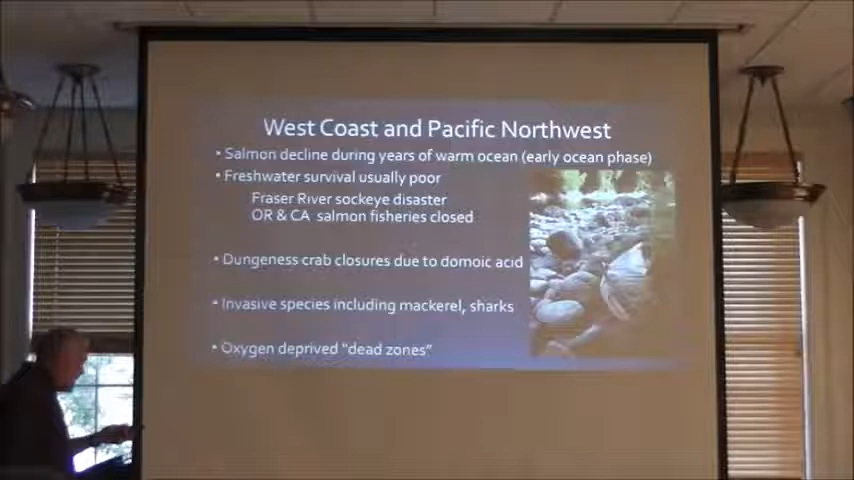 West Coast and Pacific Northwest
• Salmon decline during years of warm ocean (early ocean phase)
• Freshwater survival usually poor
Fraser River sockeye disaster
OR & CA salmon fisheries closed
• Dungeness crab closures due to domoic acid
• Invasive species including mackerel, sharks
• Oxygen deprived “dead zones”